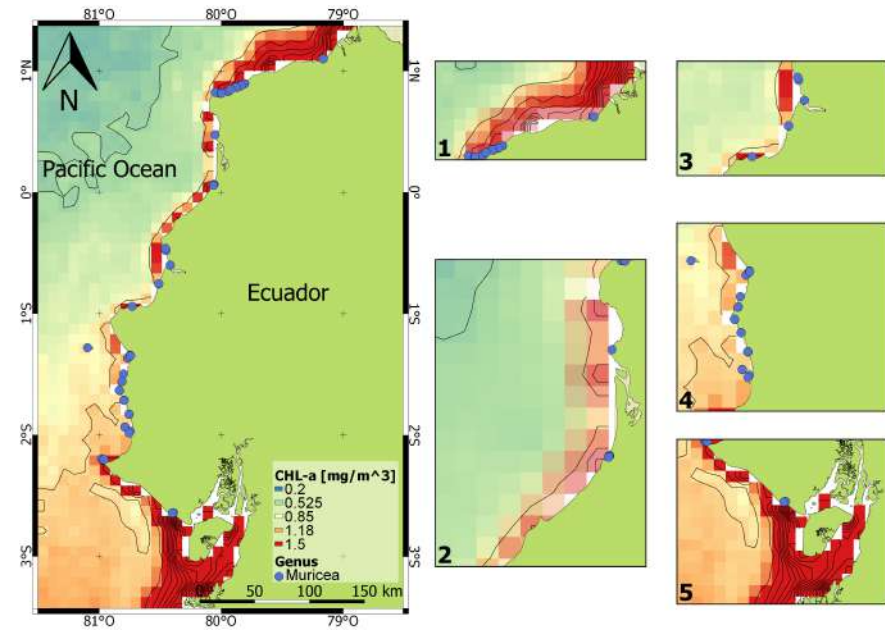 81°O 80°O 79°O
1°N 1°N
N
Pacific Ocean
0° 0°
Ecuador
1°S 1°S
2°S 2°S
CHL-a [mg/m^3]
0.2
0.525
0.85
1.18
1.5
Genus
Muricea
3°S 3°S
0 50 100 150 km
81°O 80°O 79°O
1
2
3
4
5